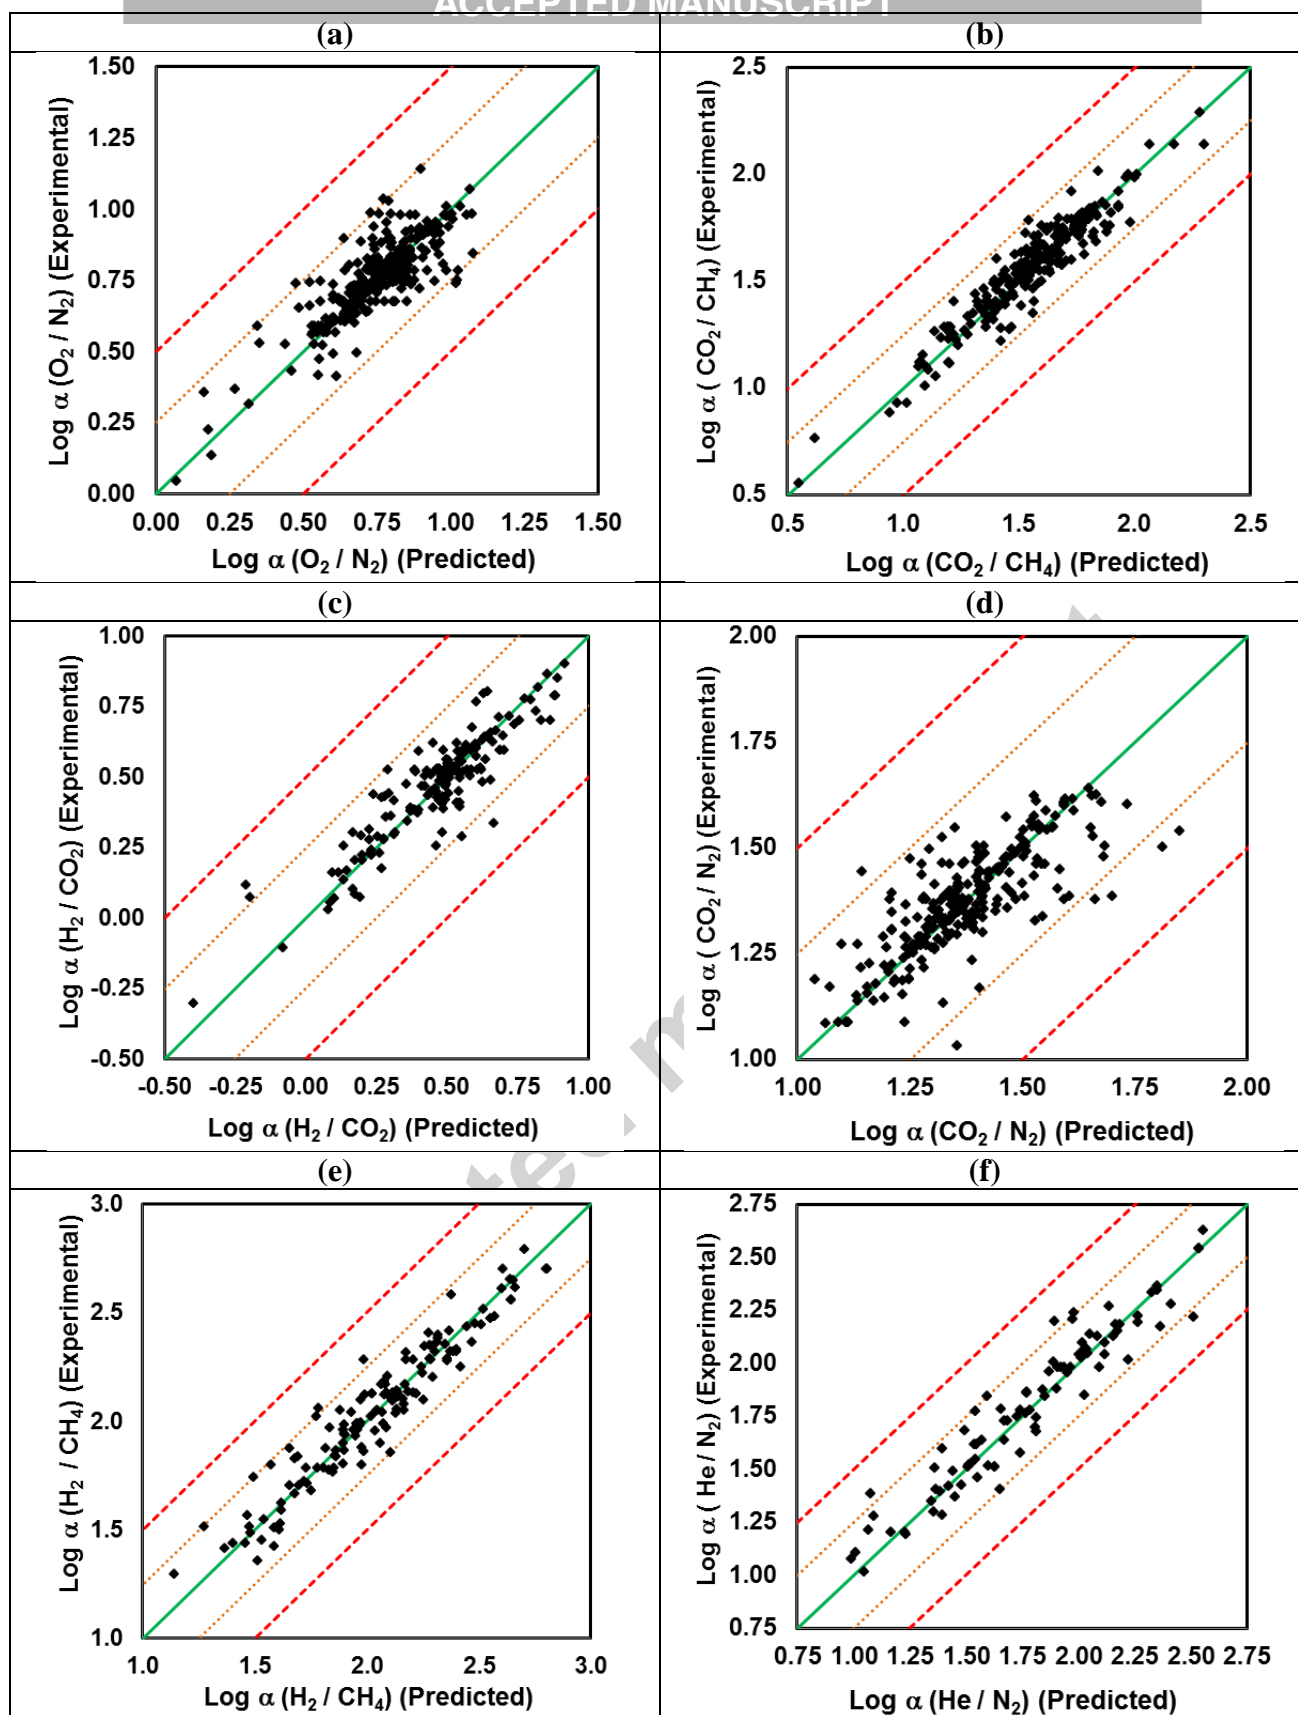 ACCEPTED MANUSCRIPT
(a)
(b)
1.50
1.25
1.00
0.75
0.50
0.25
0.00
Log α (O₂ / N₂) (Experimental)
0.00 0.25 0.50 0.75 1.00 1.25 1.50
Log α (O₂ / N₂) (Predicted)
2.5
2.0
1.5
1.0
0.5
Log α ( CO₂ / CH₄) (Experimental)
0.5 1.0 1.5 2.0 2.5
Log α (CO₂ / CH₄) (Predicted)
(c)
(d)
1.00
0.75
0.50
0.25
0.00
-0.25
-0.50
Log α (H₂ / CO₂) (Experimental)
-0.50 -0.25 0.00 0.25 0.50 0.75 1.00
Log α (H₂ / CO₂) (Predicted)
2.00
1.75
1.50
1.25
1.00
Log α ( CO₂ / N₂) (Experimental)
1.00 1.25 1.50 1.75 2.00
Log α (CO₂ / N₂) (Predicted)
(e)
(f)
3.0
2.5
2.0
1.5
1.0
Log α (H₂ / CH₄) (Experimental)
1.0 1.5 2.0 2.5 3.0
Log α (H₂ / CH₄) (Predicted)
2.75
2.50
2.25
2.00
1.75
1.50
1.25
1.00
0.75
Log α ( He / N₂) (Experimental)
0.75 1.00 1.25 1.50 1.75 2.00 2.25 2.50 2.75
Log α (He / N₂) (Predicted)